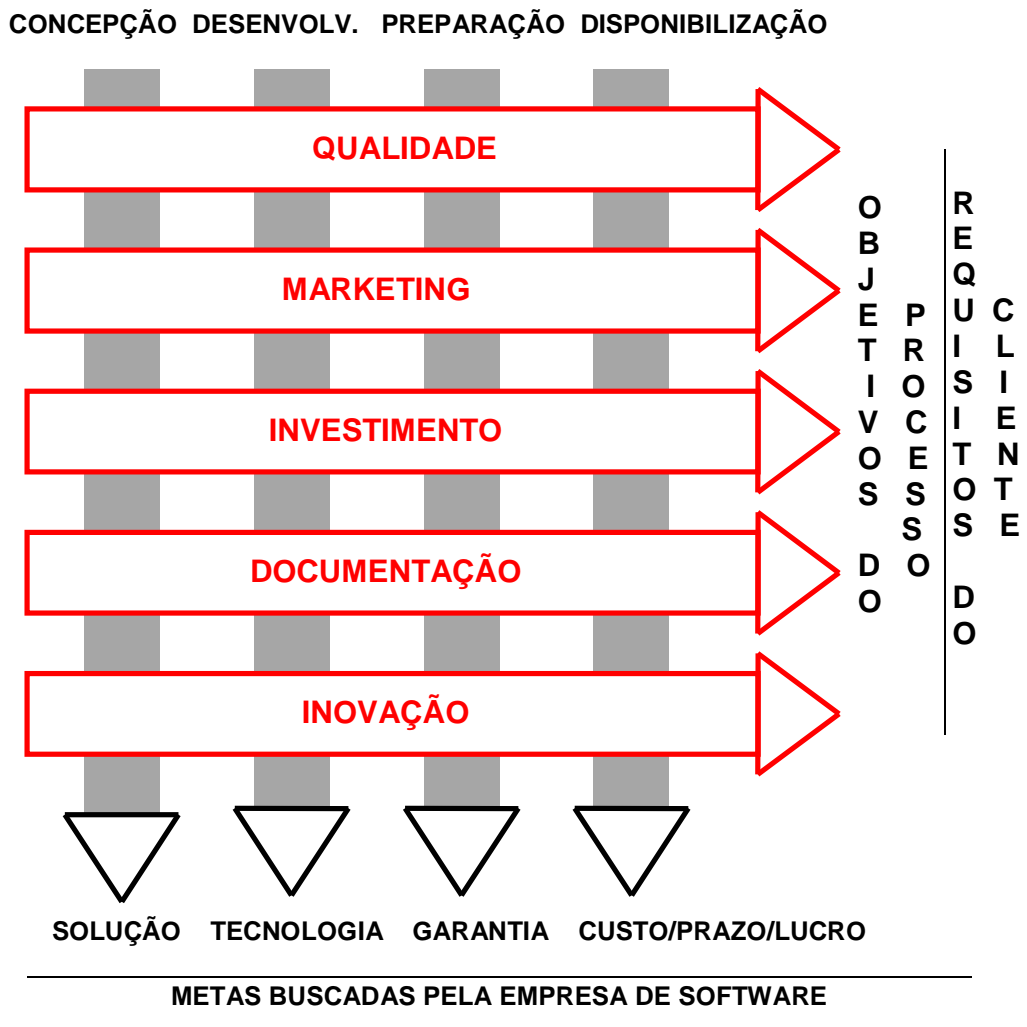 CONCEPÇÃO DESENVOLV. PREPARAÇÃO DISPONIBILIZAÇÃO
QUALIDADE
MARKETING
INVESTIMENTO
DOCUMENTAÇÃO
INOVAÇÃO
OBJETIVOS DO
PROCESSO
REQUISITOS DO
CLIENTE
SOLUÇÃO TECNOLOGIA GARANTIA CUSTO/PRAZO/LUCRO
METAS BUSCADAS PELA EMPRESA DE SOFTWARE